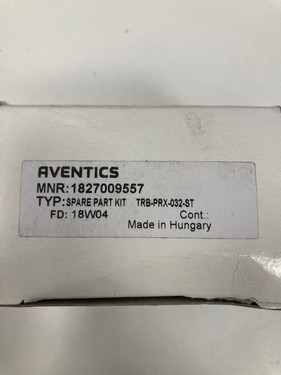 AVENTICS
MNR: 1827009557
TYP: SPARE PART KIT TRB-PRX-032-ST
FD: 18W04 Cont.:
Made in Hungary